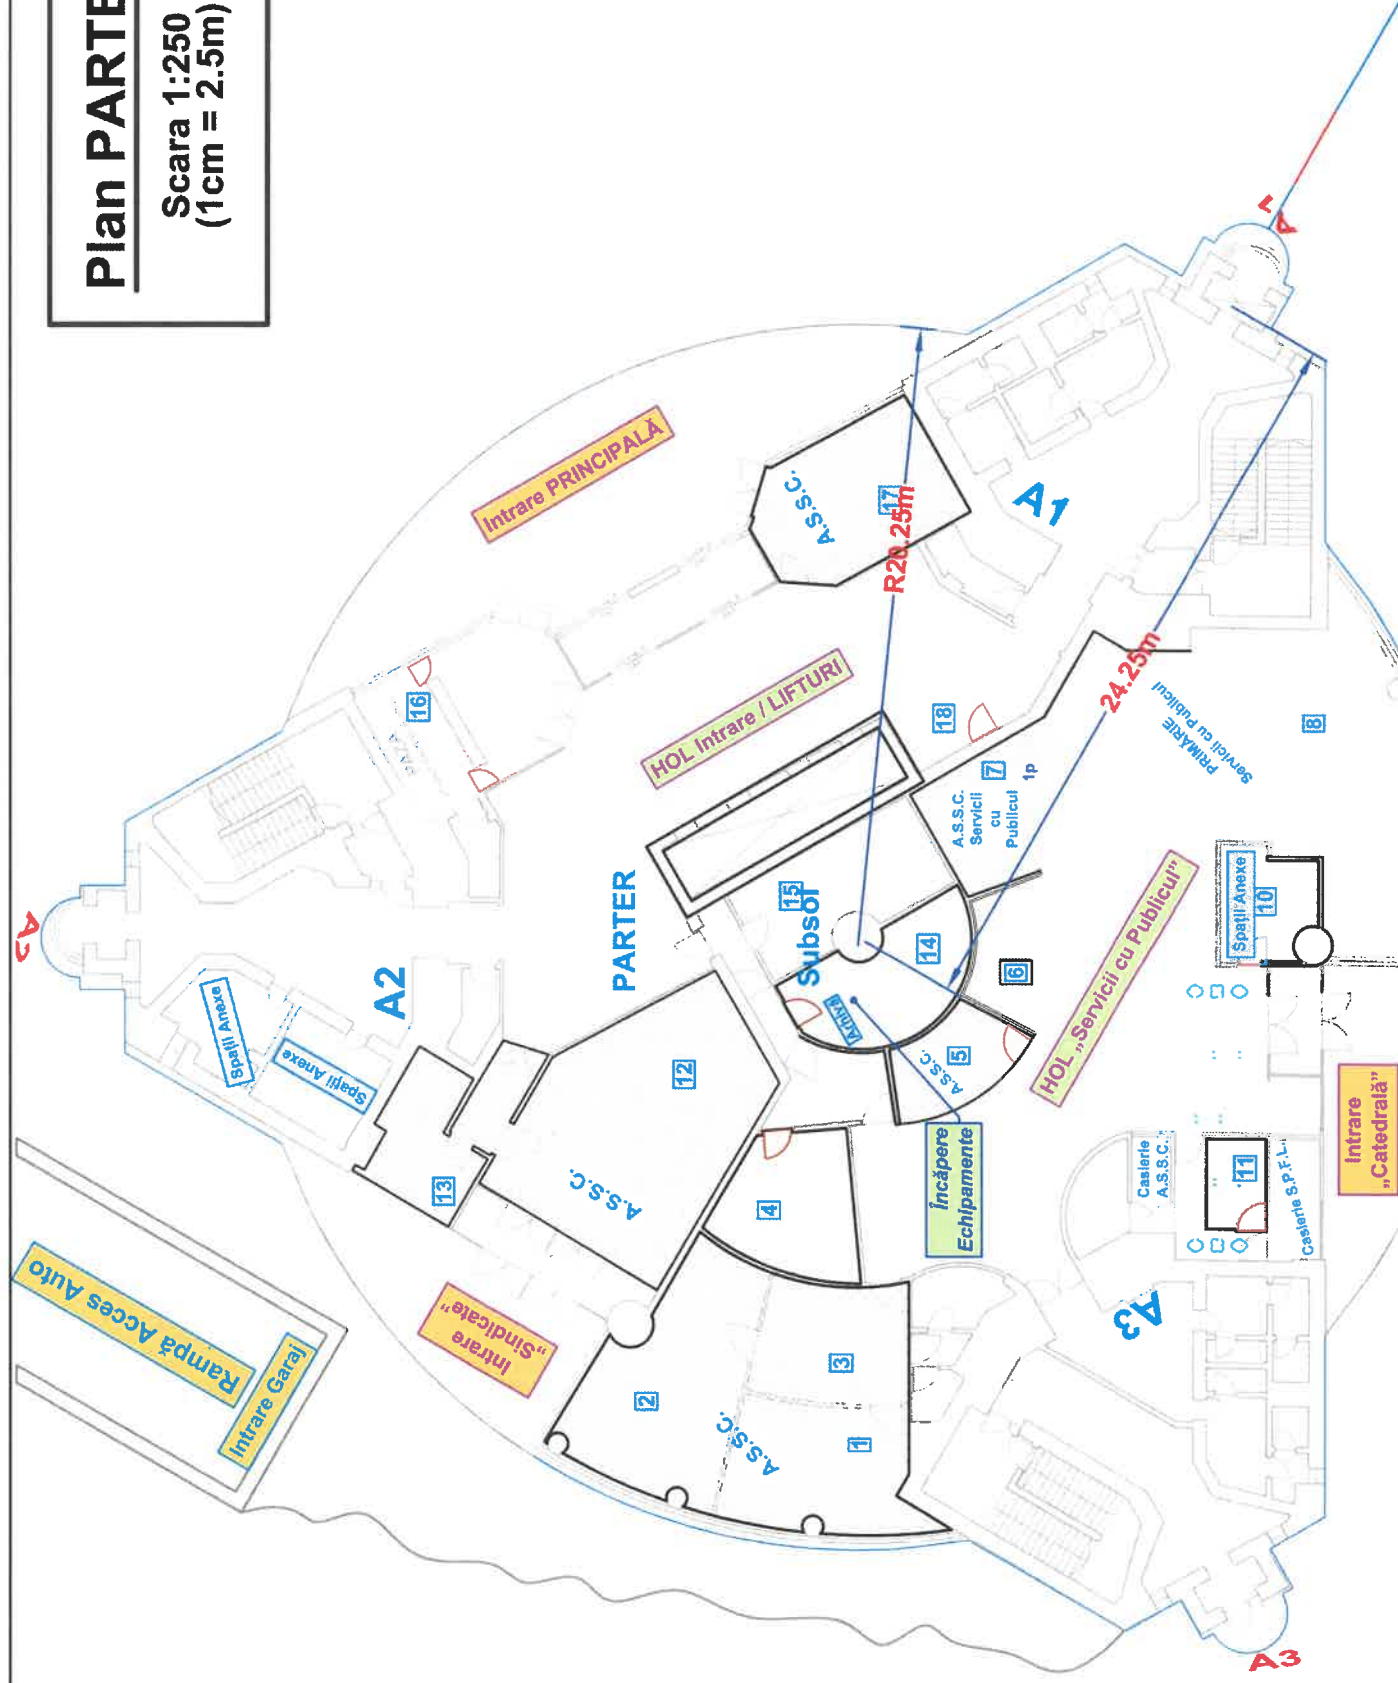 Plan PARTE
Scara 1:250
(1cm = 2.5m)
A1
A2
Intrare PRINCIPALĂ
A.S.S.C.
17
R20.25m
A1
16
HOL Intrare / LIFTURI
18
24.25m
PRIMĂRIE
Servicii cu Publicul
8
7
1p
A.S.S.C.
Servicii
cu
Publicul
PARTER
15
Subsol
14
6
Arhivă
5
A.S.S.C.
HOL „Servicii cu Publicul”
Spații Anexe
10
A2
Spații Anexe
Spații Anexe
12
A.S.S.C.
13
4
Încăpere
Echipamente
Casierie
A.S.S.C.
11
Casierie S.P.F.L.
Intrare
„Catedrală”
Rampă Acces Auto
Intrare Garaj
Intrare
„Sindicate”
2
3
A.S.S.C.
1
A3
A3